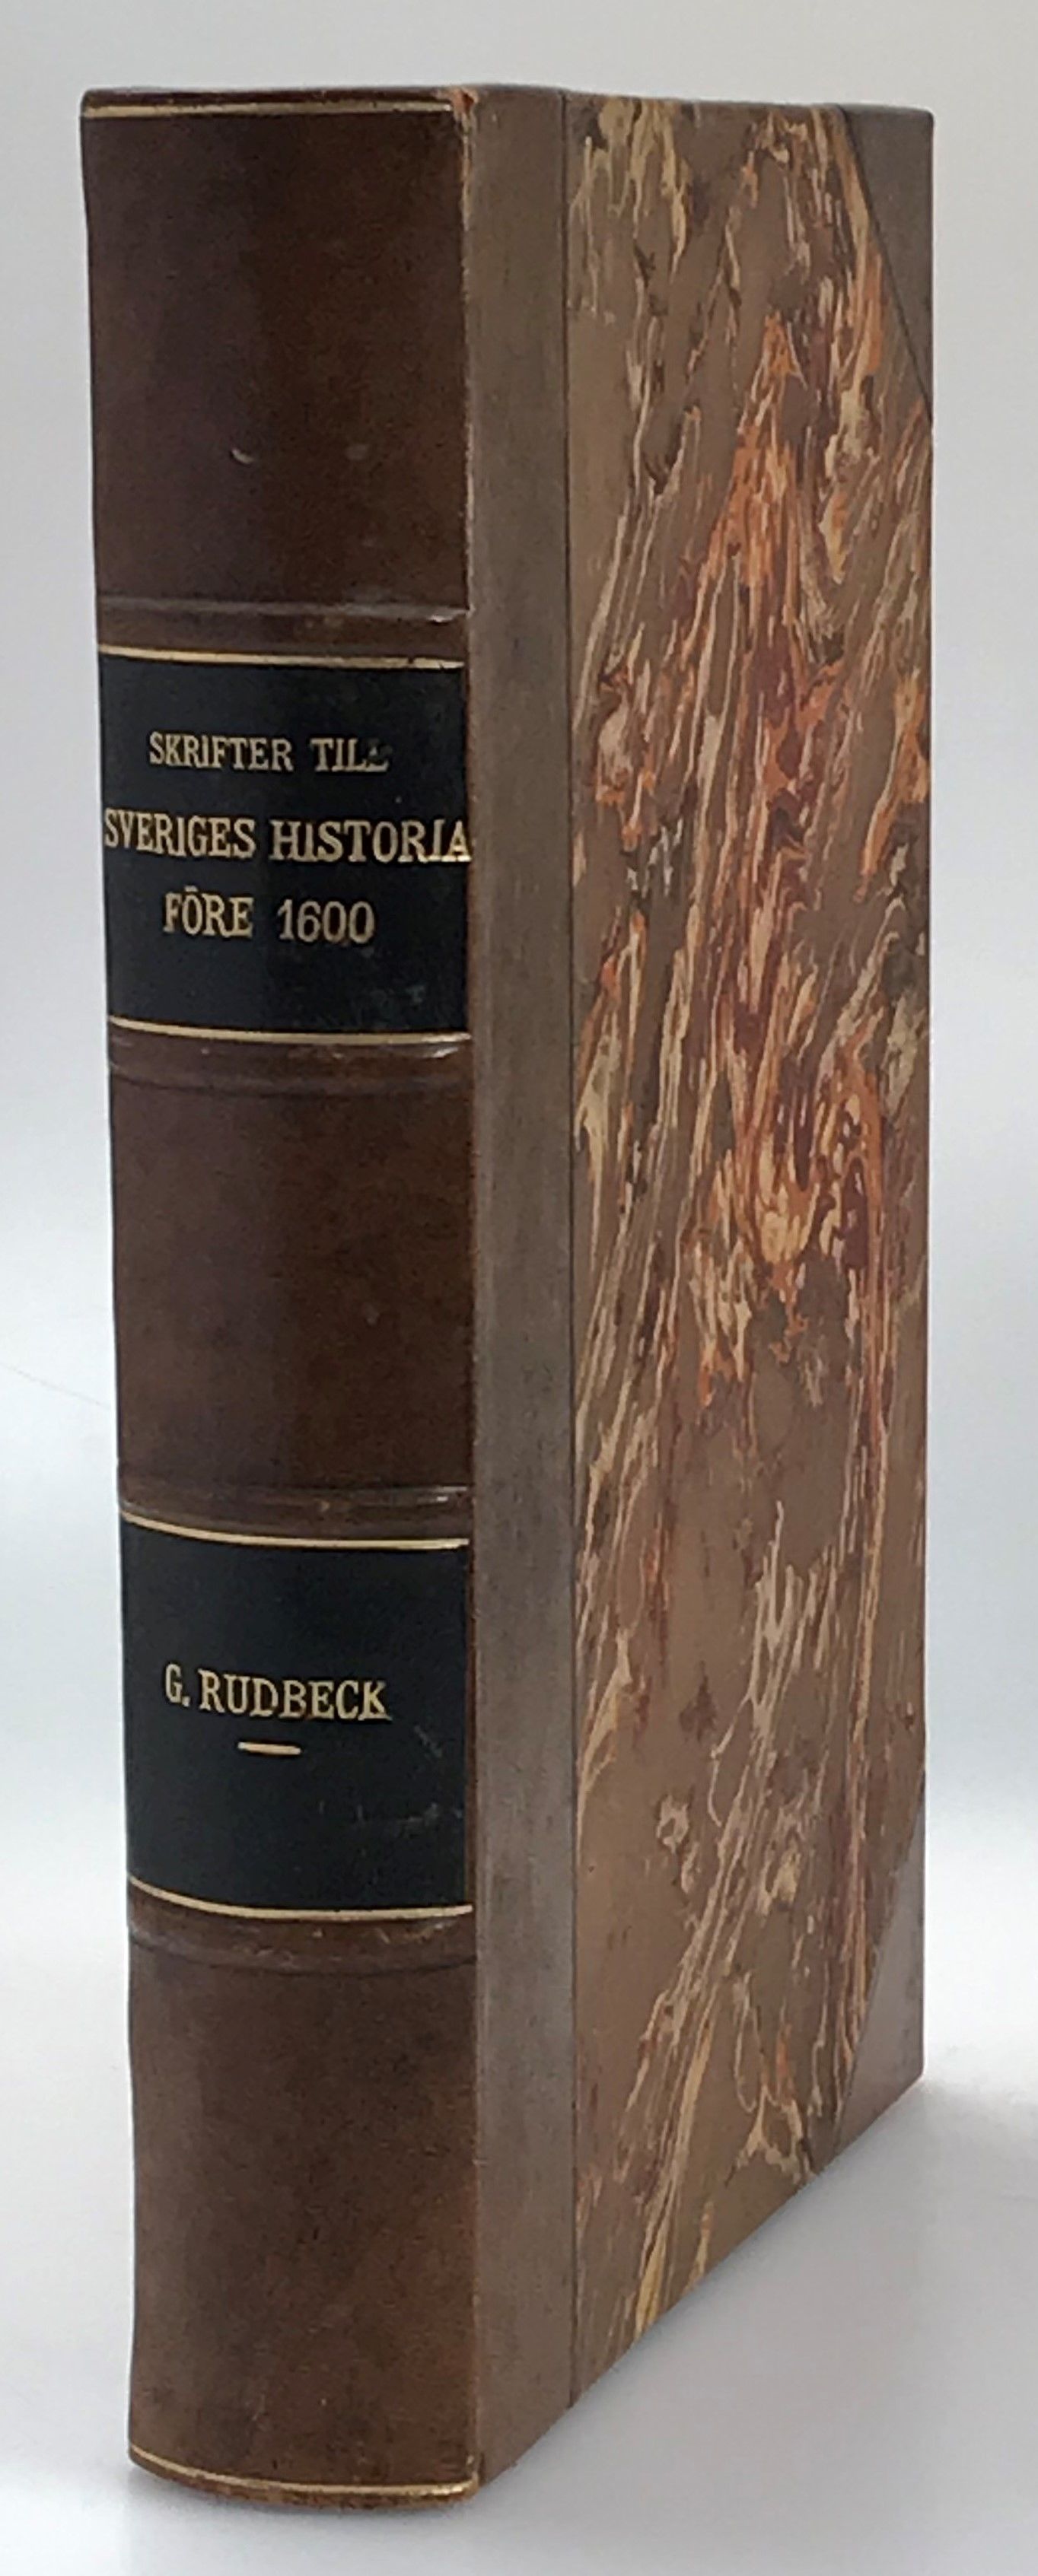 SKRIFTER TILL
SVERIGES HISTORIA
FÖRE 1600
G. RUDBECK